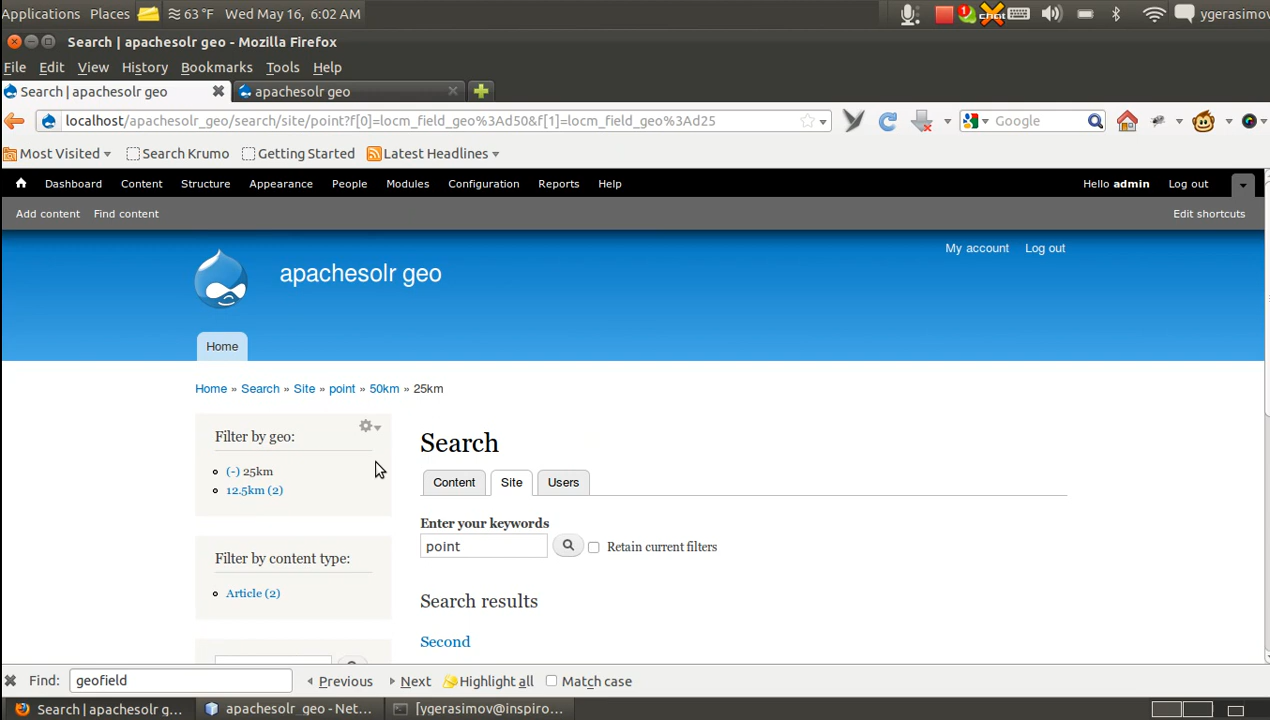 Applications Places 63 °F Wed May 16, 6:02 AM 1 chat ygerasimov
Search | apachesolr geo - Mozilla Firefox
File Edit View History Bookmarks Tools Help
Search | apachesolr geo apachesolr geo
localhost/apachesolr_geo/search/site/point?f[0]=locm_field_geo%3Ad50&f[1]=locm_field_geo%3Ad25 Google
Most Visited Search Krumo Getting Started Latest Headlines
Dashboard Content Structure Appearance People Modules Configuration Reports Help Hello admin Log out
Add content Find content Edit shortcuts
My account Log out
apachesolr geo
Home
Home » Search » Site » point » 50km » 25km
Filter by geo:
(-) 25km
12.5km (2)
Filter by content type:
Article (2)
Search
Content Site Users
Enter your keywords
point Retain current filters
Search results
Second
Find: geofield Previous Next Highlight all Match case
Search | apachesolr g... apachesolr_geo - Net... [ygerasimov@inspiro...